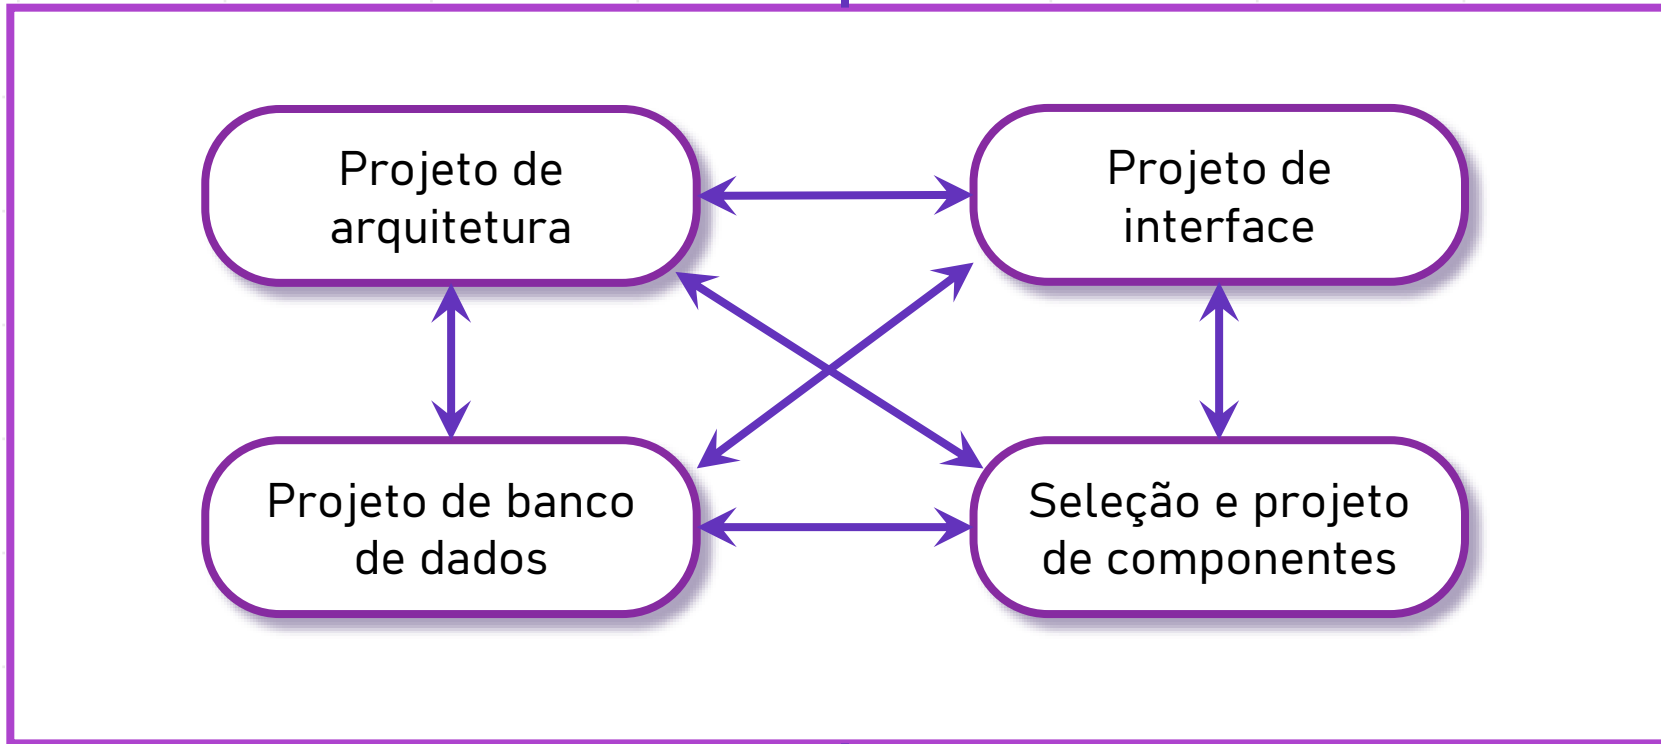 Projeto de
arquitetura
Projeto de
interface
Projeto de banco
de dados
Seleção e projeto
de componentes